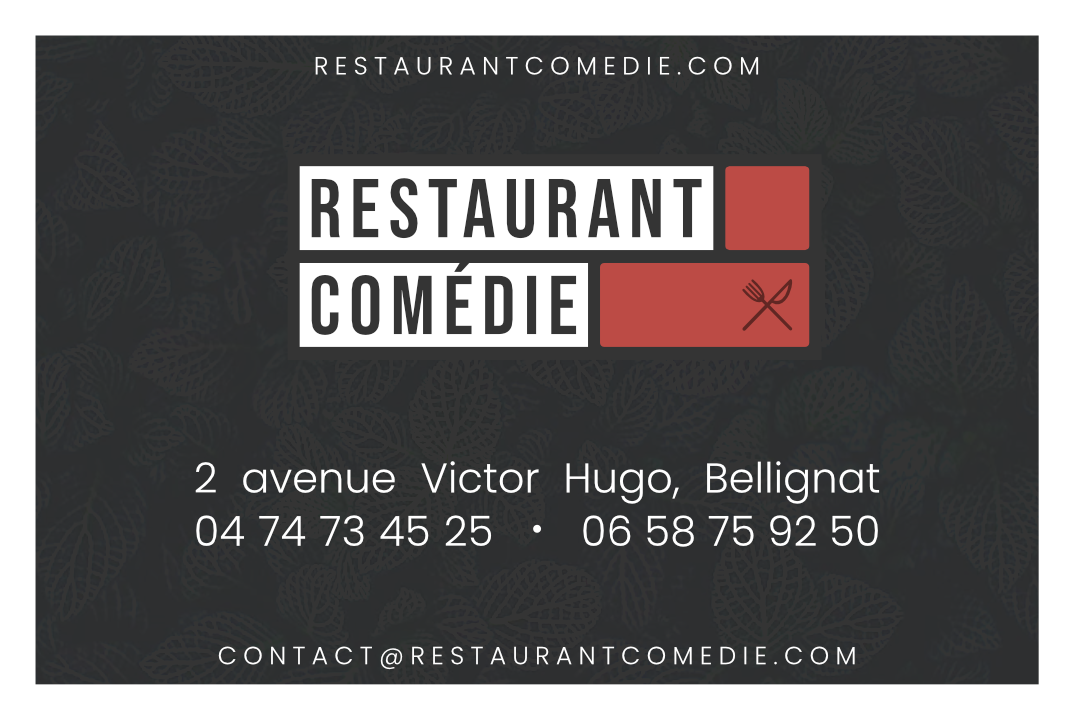 RESTAURANTCOMEDIE.COM
RESTAURANT
COMÉDIE
2 avenue Victor Hugo, Bellignat
04 74 73 45 25 • 06 58 75 92 50
CONTACT@RESTAURANTCOMEDIE.COM